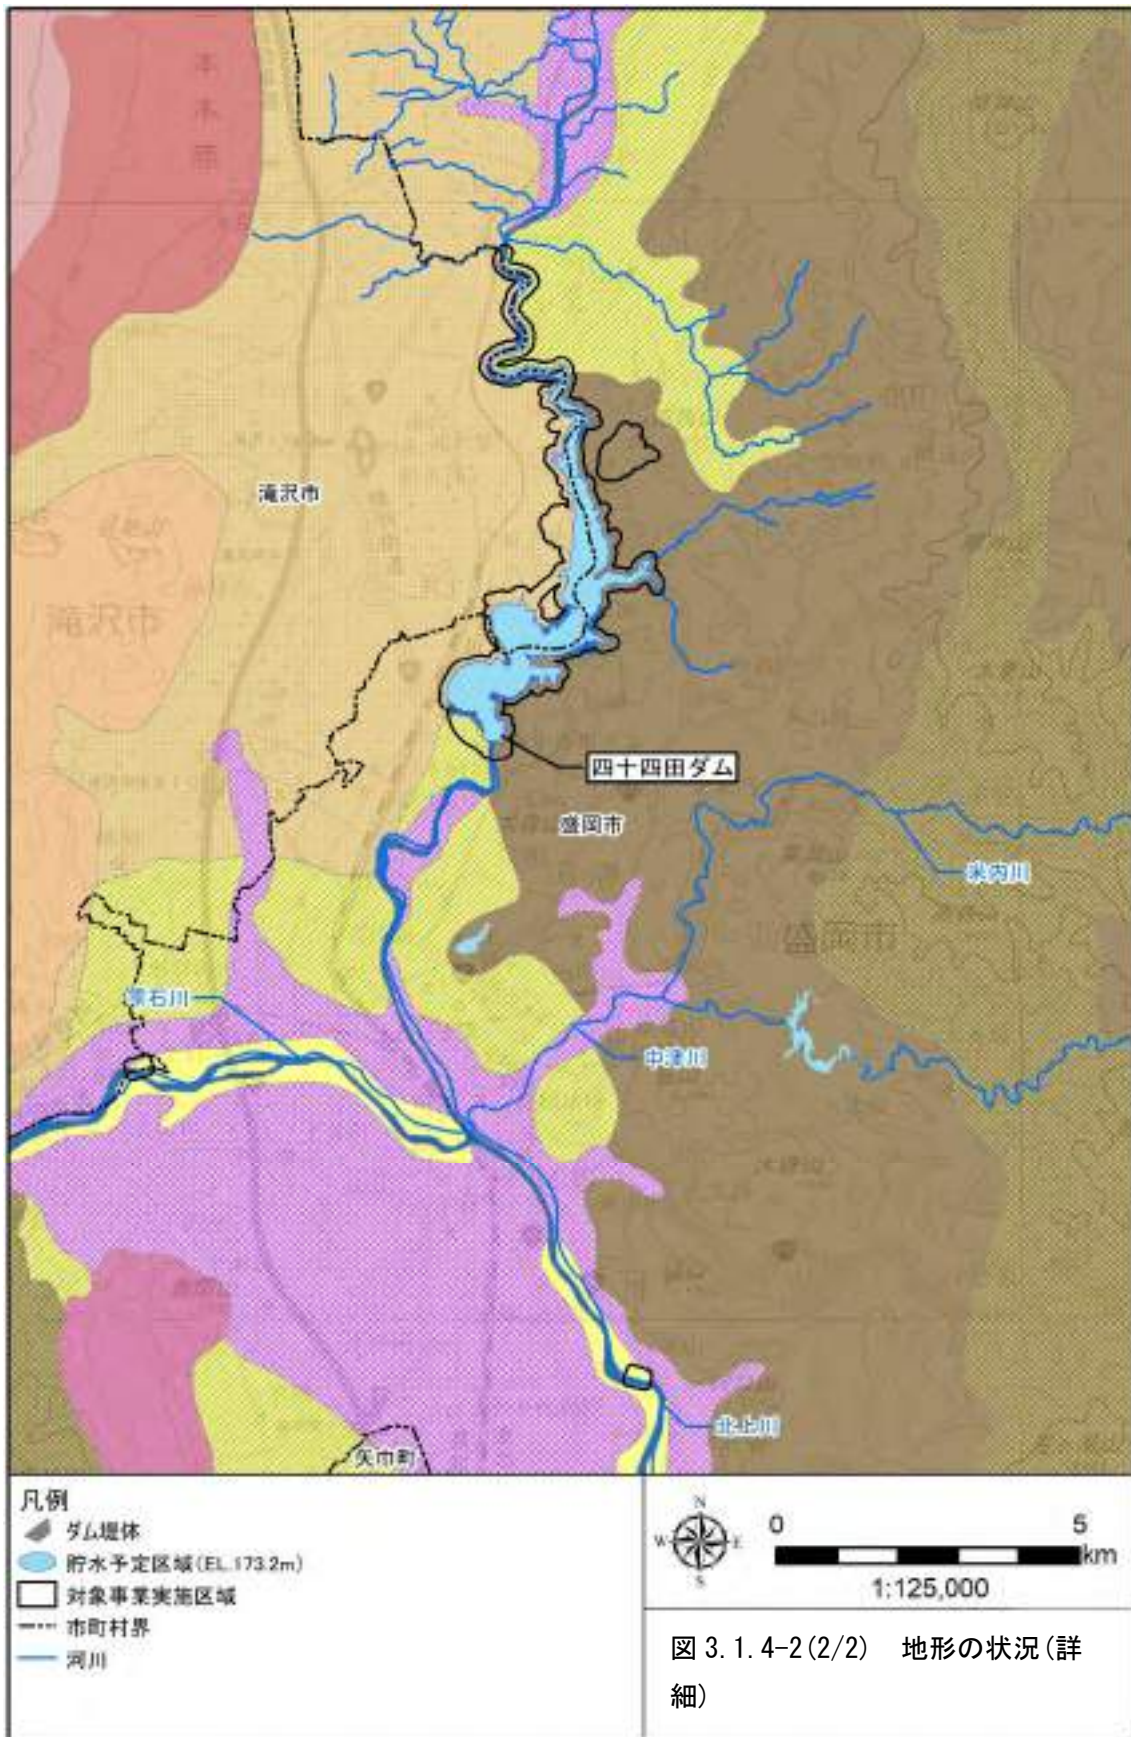 滝沢市
滝沢市
四十四田ダム
盛岡市
米内川
盛岡市
雫石川
中津川
北上川
矢巾町
凡例
ダム堤体
貯水予定区域(EL.173.2m)
対象事業実施区域
市町村界
河川
N
W E
S
0 5
km
1:125,000
図 3.1.4-2(2/2) 地形の状況(詳
細)